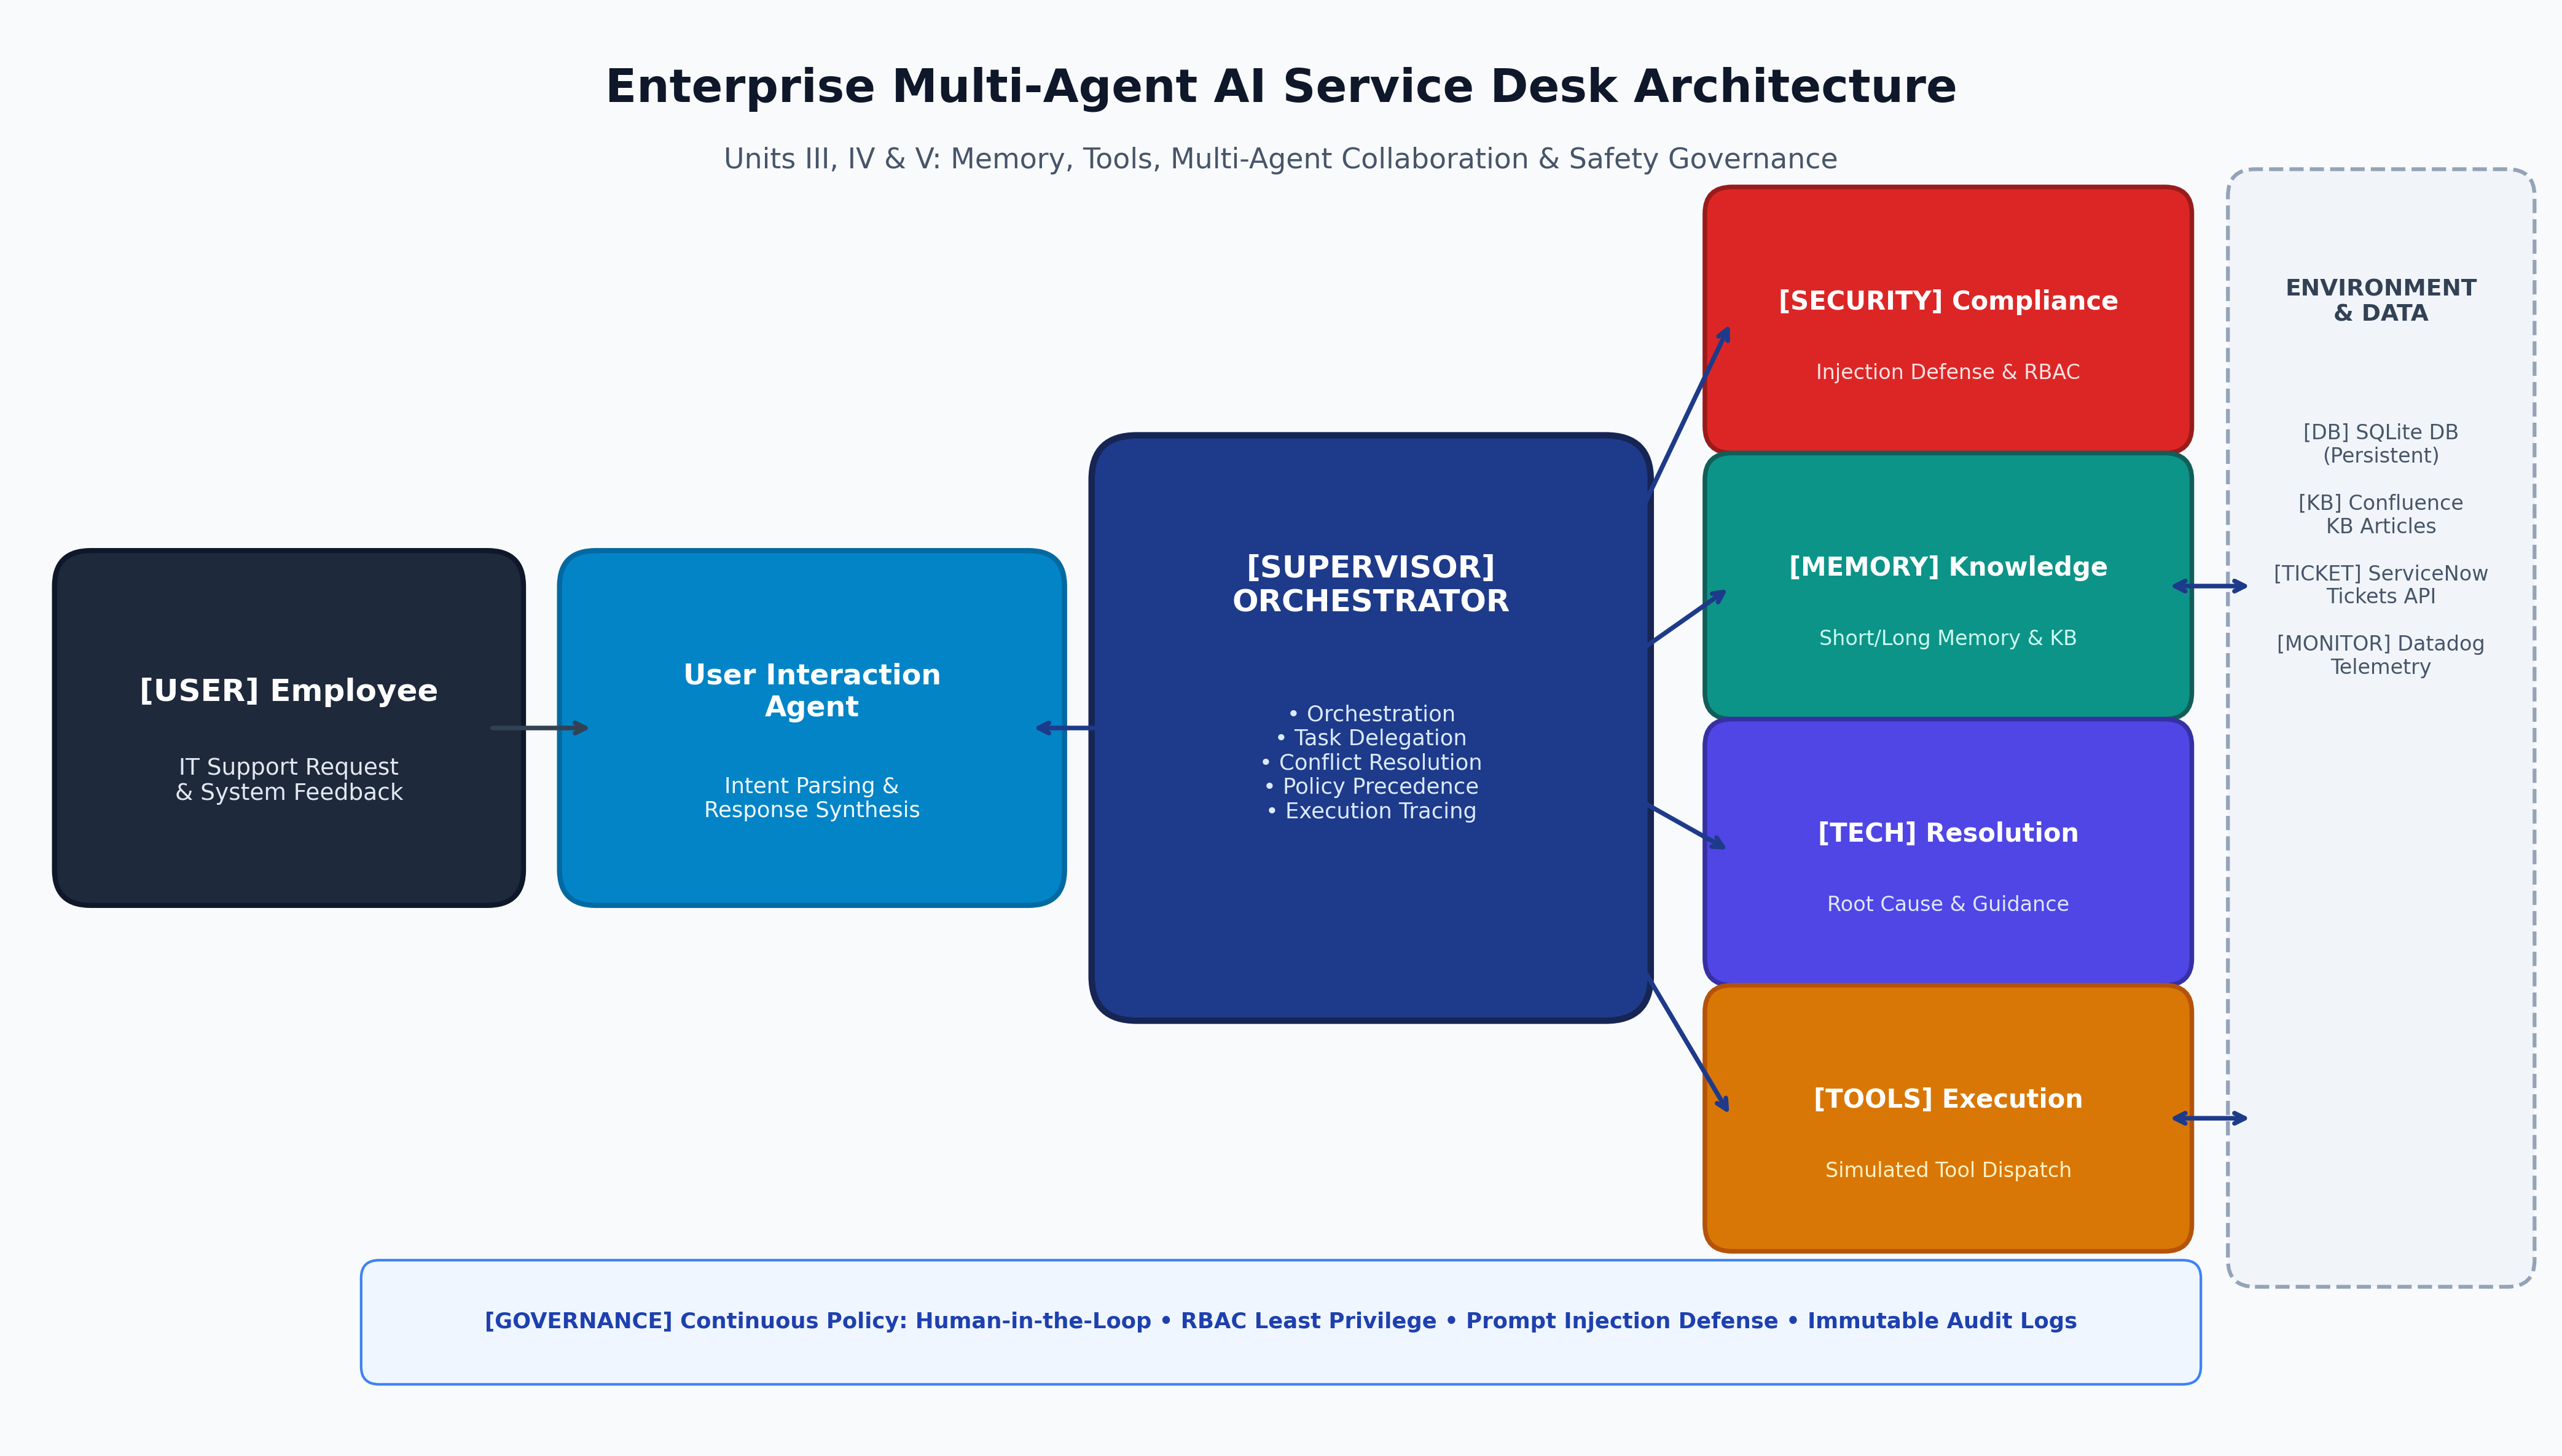 Enterprise Multi-Agent AI Service Desk Architecture
Units III, IV & V: Memory, Tools, Multi-Agent Collaboration & Safety Governance
[USER] Employee
IT Support Request
& System Feedback
User Interaction
Agent
Intent Parsing &
Response Synthesis
[SUPERVISOR]
ORCHESTRATOR
• Orchestration
• Task Delegation
• Conflict Resolution
• Policy Precedence
• Execution Tracing
[SECURITY] Compliance
Injection Defense & RBAC
[MEMORY] Knowledge
Short/Long Memory & KB
[TECH] Resolution
Root Cause & Guidance
[TOOLS] Execution
Simulated Tool Dispatch
ENVIRONMENT
& DATA
[DB] SQLite DB
(Persistent)
[KB] Confluence
KB Articles
[TICKET] ServiceNow
Tickets API
[MONITOR] Datadog
Telemetry
[GOVERNANCE] Continuous Policy: Human-in-the-Loop • RBAC Least Privilege • Prompt Injection Defense • Immutable Audit Logs